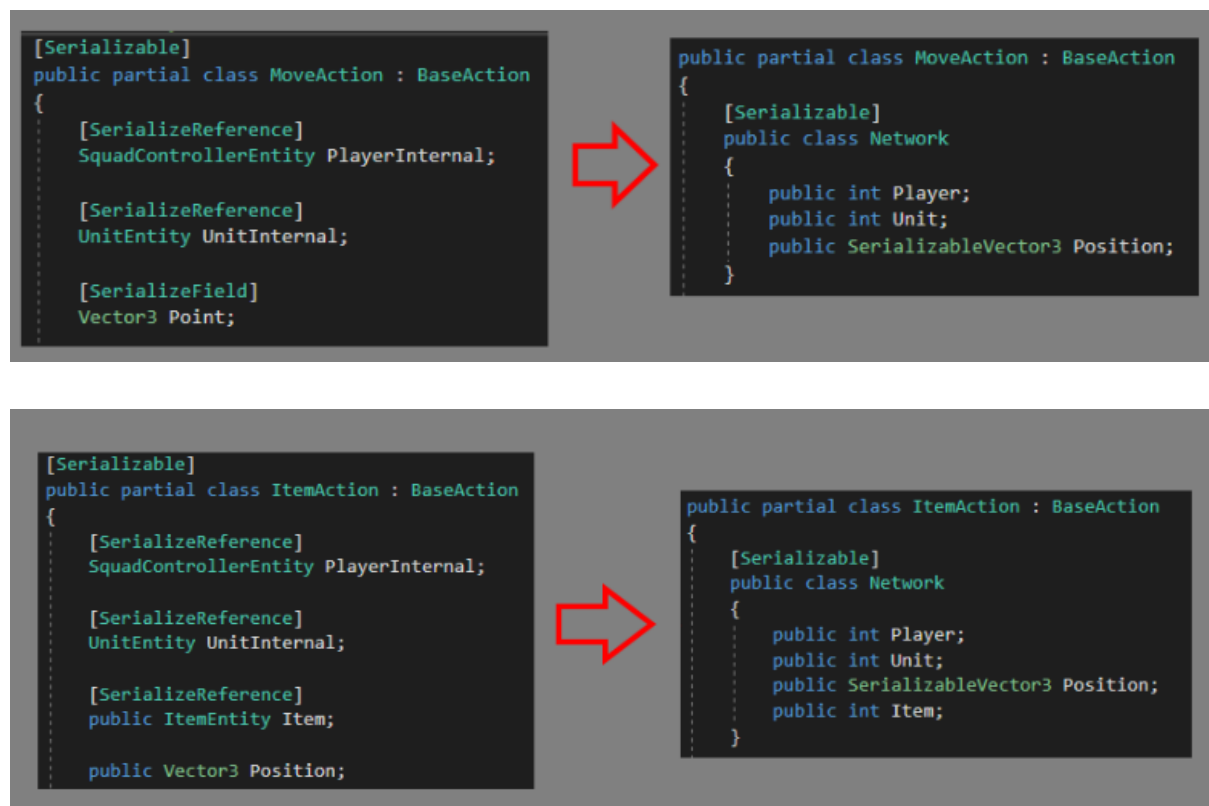 [Serializable]
public partial class MoveAction : BaseAction
{
[SerializeReference]
SquadControllerEntity PlayerInternal;
[SerializeReference]
UnitEntity UnitInternal;
[SerializeField]
Vector3 Point;
public partial class MoveAction : BaseAction
{
[Serializable]
public class Network
{
public int Player;
public int Unit;
public SerializableVector3 Position;
}
[Serializable]
public partial class ItemAction : BaseAction
{
[SerializeReference]
SquadControllerEntity PlayerInternal;
[SerializeReference]
UnitEntity UnitInternal;
[SerializeReference]
public ItemEntity Item;
public Vector3 Position;
public partial class ItemAction : BaseAction
{
[Serializable]
public class Network
{
public int Player;
public int Unit;
public SerializableVector3 Position;
public int Item;
}